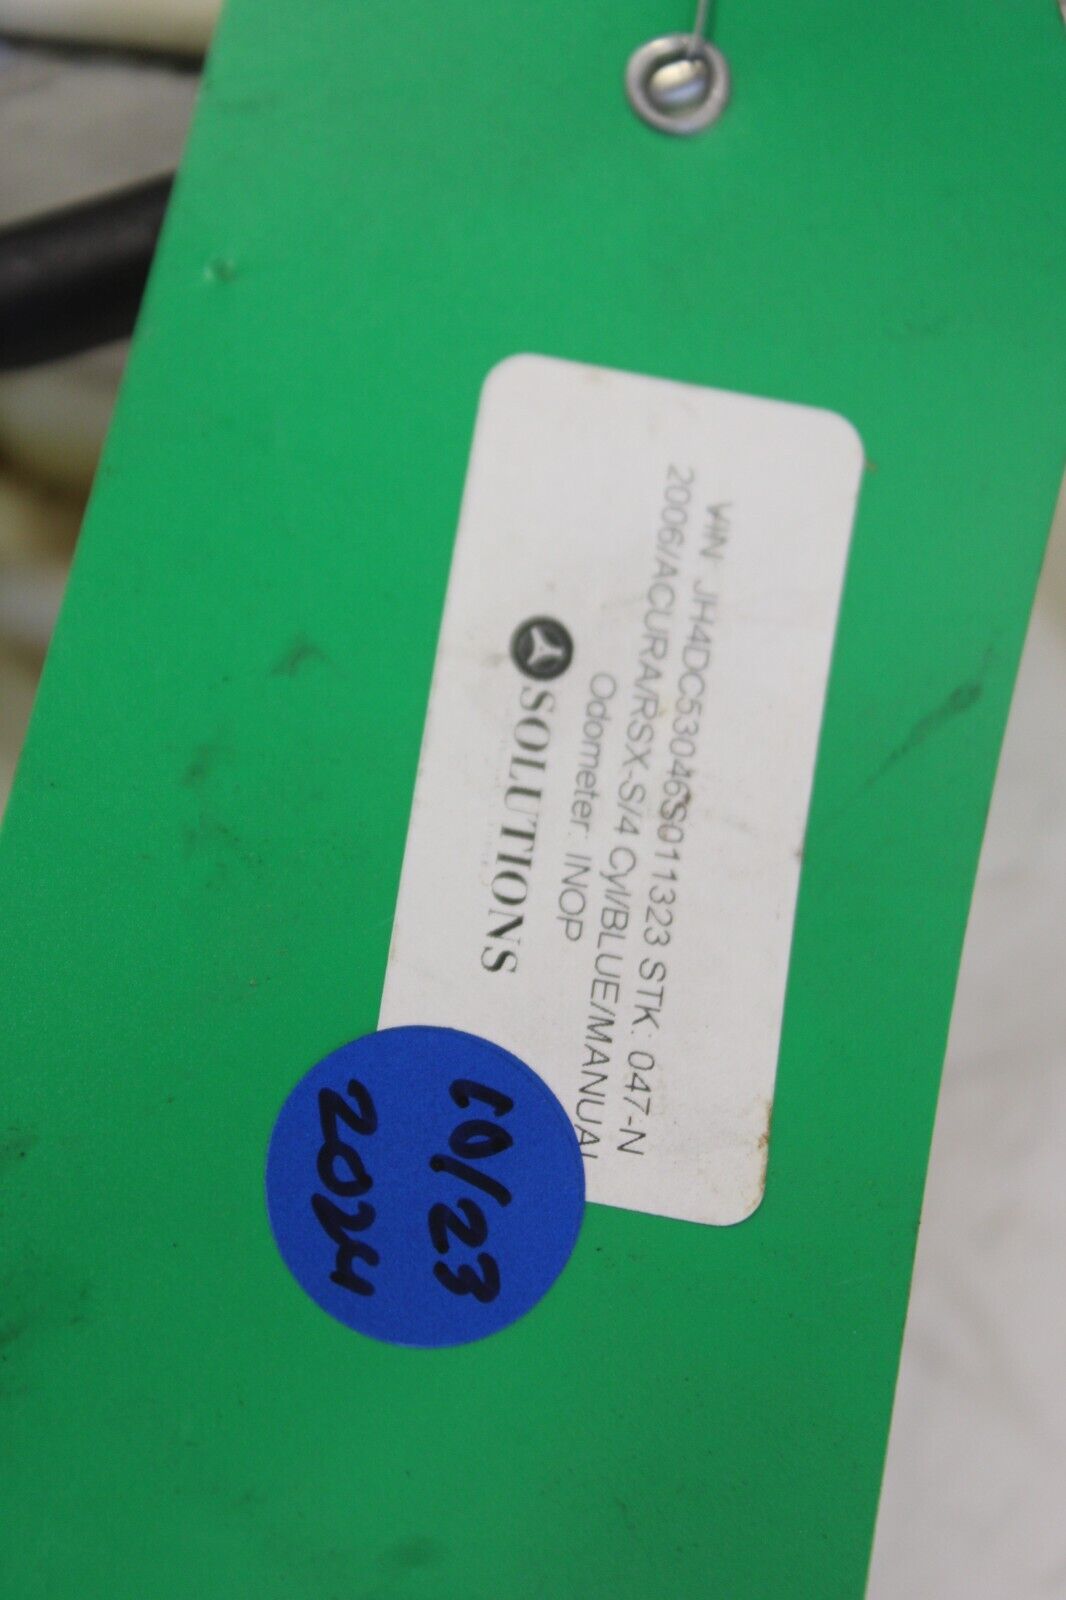 VIN: JH4DC53046S011323 STK: 047-N
2006//ACURA/RSX-S/4 Cyl/BLUE/MANUAL
Odometer: INOP
SOLUTIONS
10/23
2024